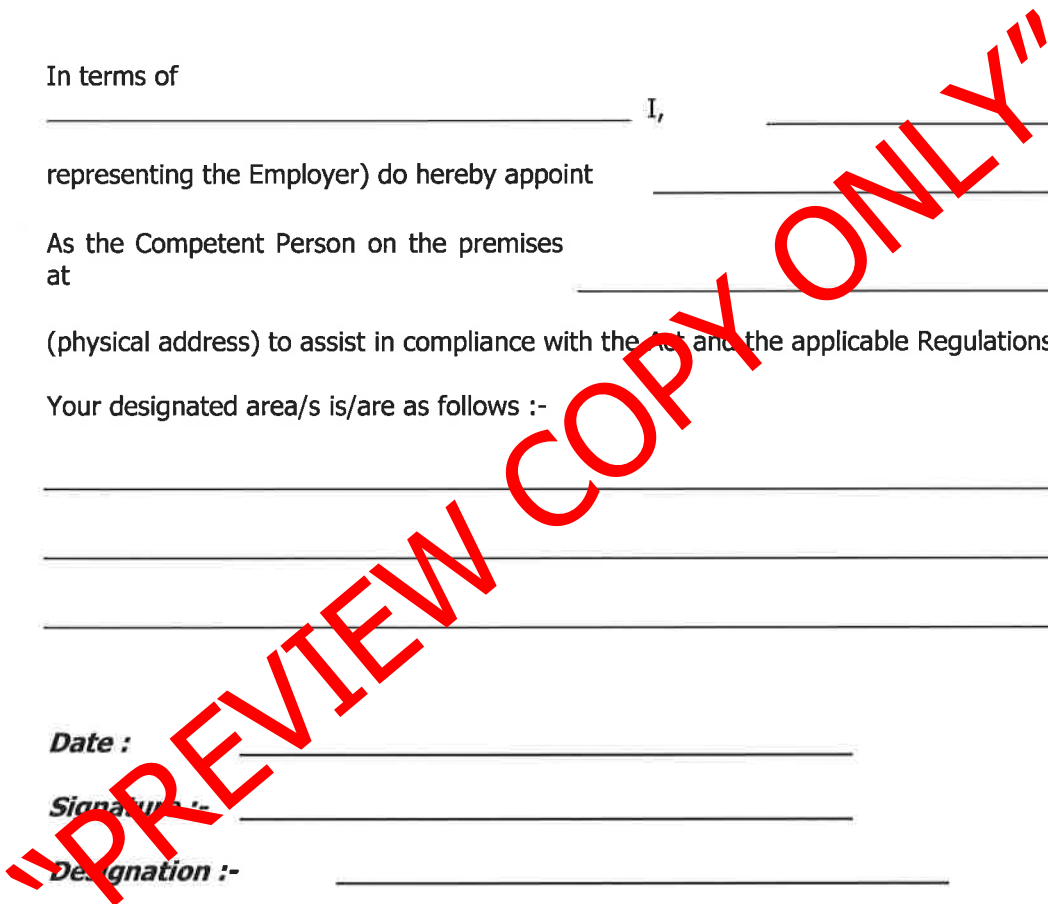 In terms of
I,
representing the Employer) do hereby appoint
As the Competent Person on the premises
at
(physical address) to assist in compliance with the Act and the applicable Regulations
Your designated area/s is/are as follows :-
Date :
Signature :-
Designation :-
"PREVIEW COPY ONLY"